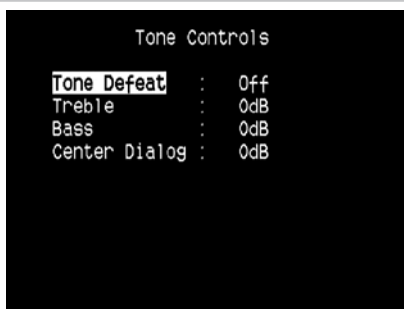 Tone Controls
Tone Defeat : Off
Treble : 0dB
Bass : 0dB
Center Dialog : 0dB